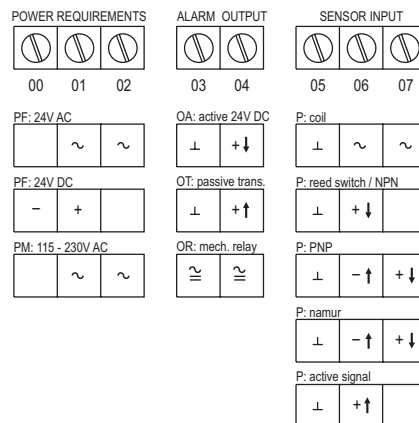 POWER REQUIREMENTS
00 01 02
PF: 24V AC
~ ~
PF: 24V DC
− +
PM: 115 - 230V AC
~ ~
ALARM OUTPUT
03 04
OA: active 24V DC
⊥ +↓
OT: passive trans.
⊥ +↑
OR: mech. relay
≅ ≅
SENSOR INPUT
05 06 07
P: coil
⊥ ~ ~
P: reed switch / NPN
⊥ +↓
P: PNP
⊥ −↑ +↓
P: namur
⊥ −↑ +↓
P: active signal
⊥ +↑